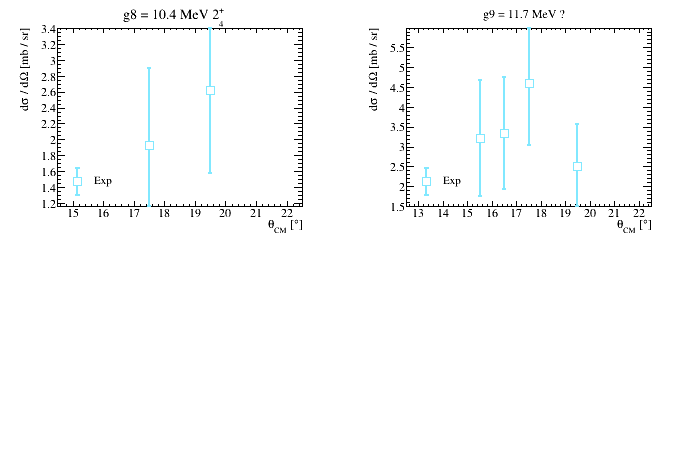 g8 = 10.4 MeV 2⁺₄
dσ / dΩ [mb / sr]
3.4
3.2
3
2.8
2.6
2.4
2.2
2
1.8
1.6
1.4
1.2
Exp
15 16 17 18 19 20 21 22
θ_CM [°]
g9 = 11.7 MeV ?
dσ / dΩ [mb / sr]
5.5
5
4.5
4
3.5
3
2.5
2
1.5
Exp
13 14 15 16 17 18 19 20 21 22
θ_CM [°]